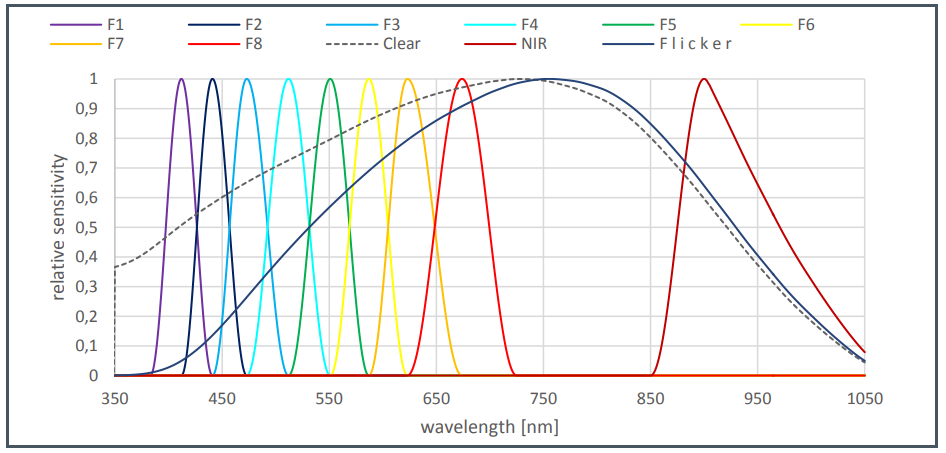 F1 F2 F3 F4 F5 F6
F7 F8 Clear NIR F l i c k e r
relative sensitivity
1
0,9
0,8
0,7
0,6
0,5
0,4
0,3
0,2
0,1
0
350 450 550 650 750 850 950 1050
wavelength [nm]